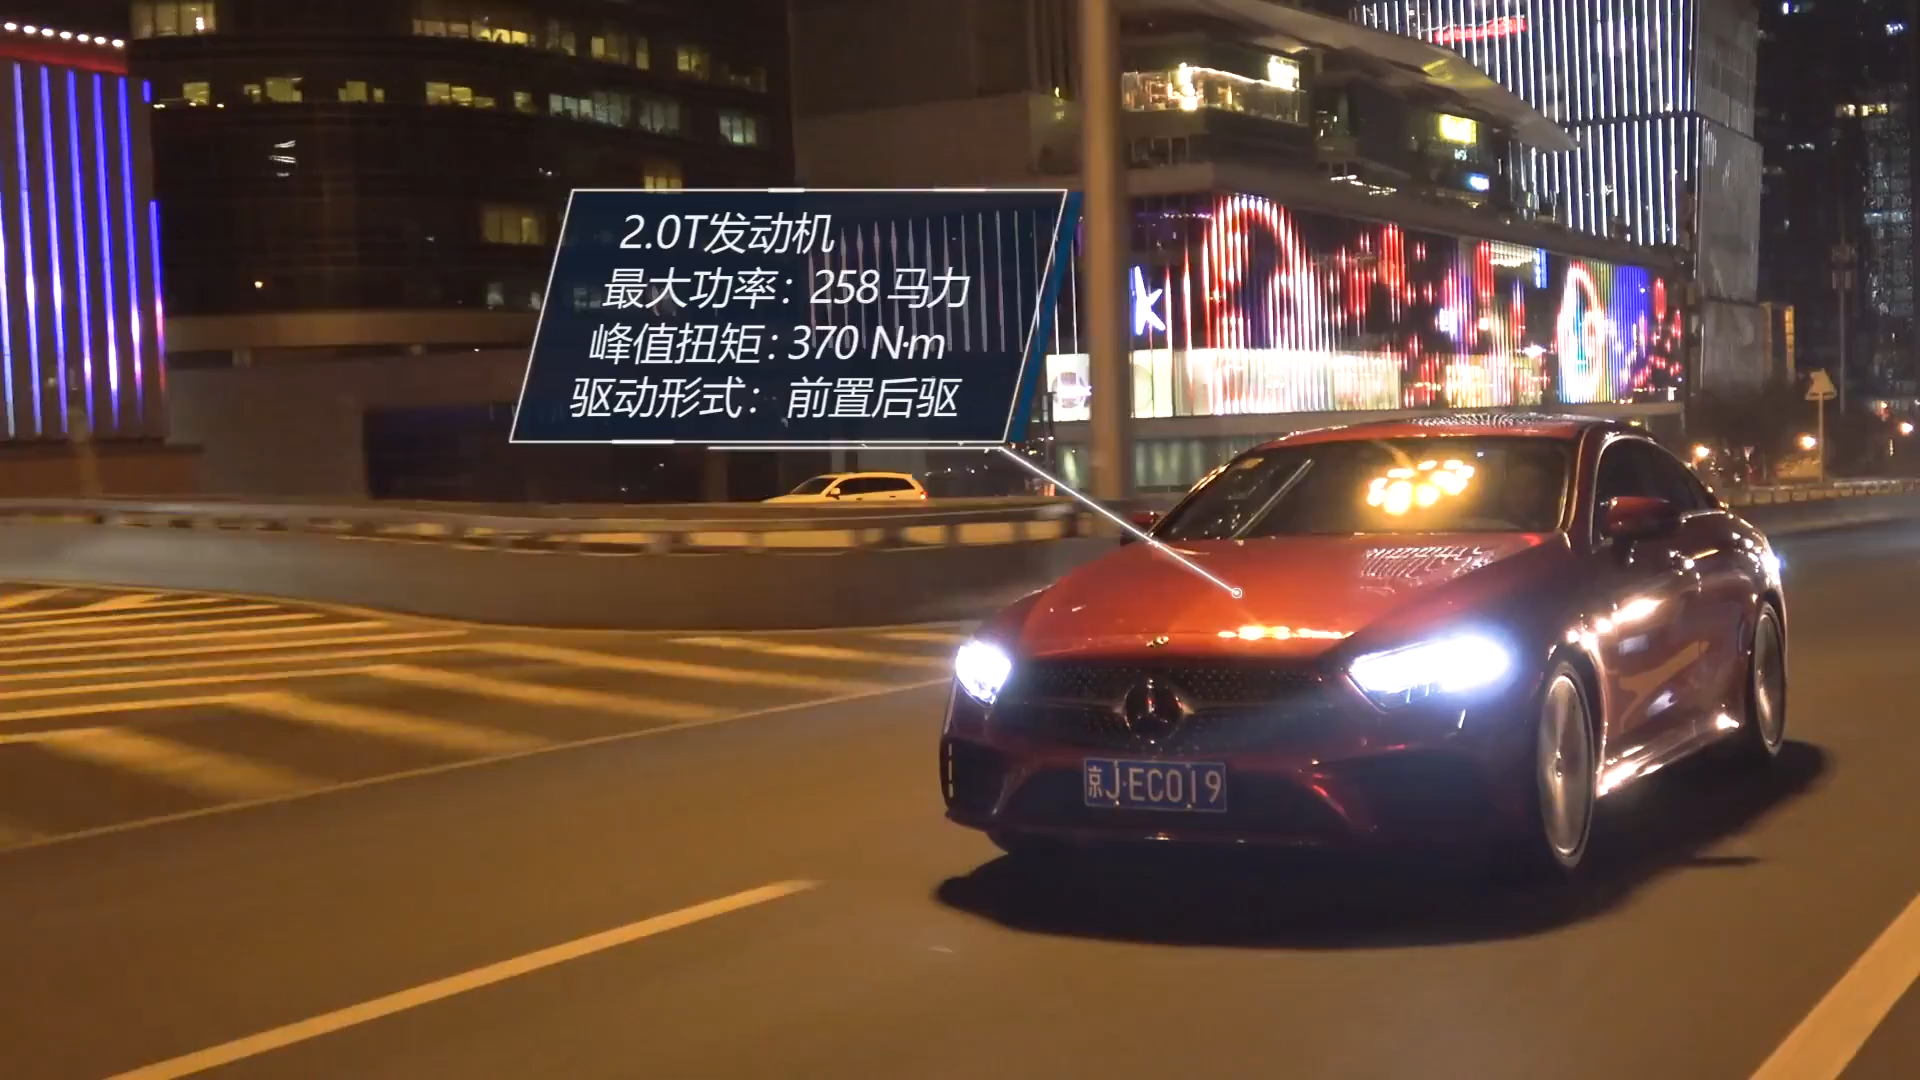 2.0T发动机
最大功率：258 马力
峰值扭矩：370 N·m
驱动形式：前置后驱
k
京J·EC019